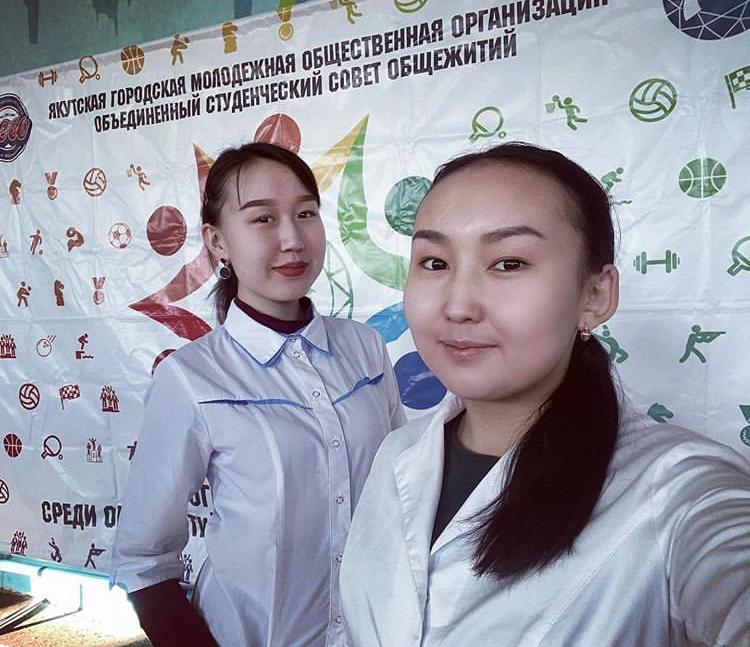 ЯКУТСКАЯ ГОРОДСКАЯ МОЛОДЕЖНАЯ ОБЩЕСТВЕННАЯ ОРГАНИЗАЦИЯ
ОБЪЕДИНЕННЫЙ СТУДЕНЧЕСКИЙ СОВЕТ ОБЩЕЖИТИЙ
СРЕДИ